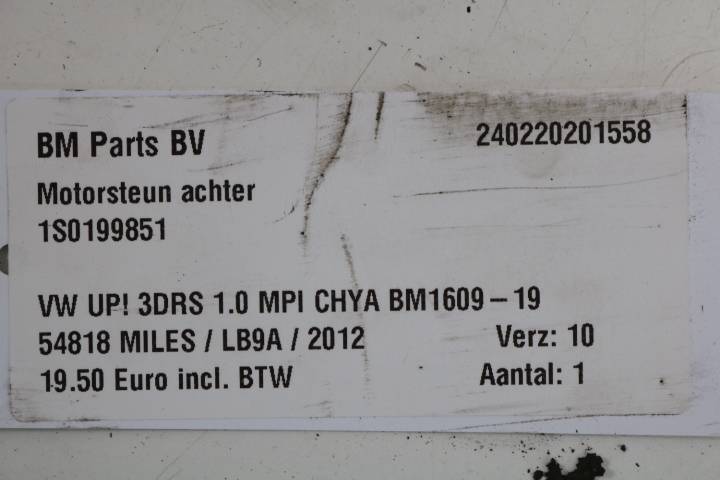 BM Parts BV 240220201558
Motorsteun achter
1S0199851
VW UP! 3DRS 1.0 MPI CHYA BM1609-19
54818 MILES / LB9A / 2012 Verz: 10
19.50 Euro incl. BTW Aantal: 1